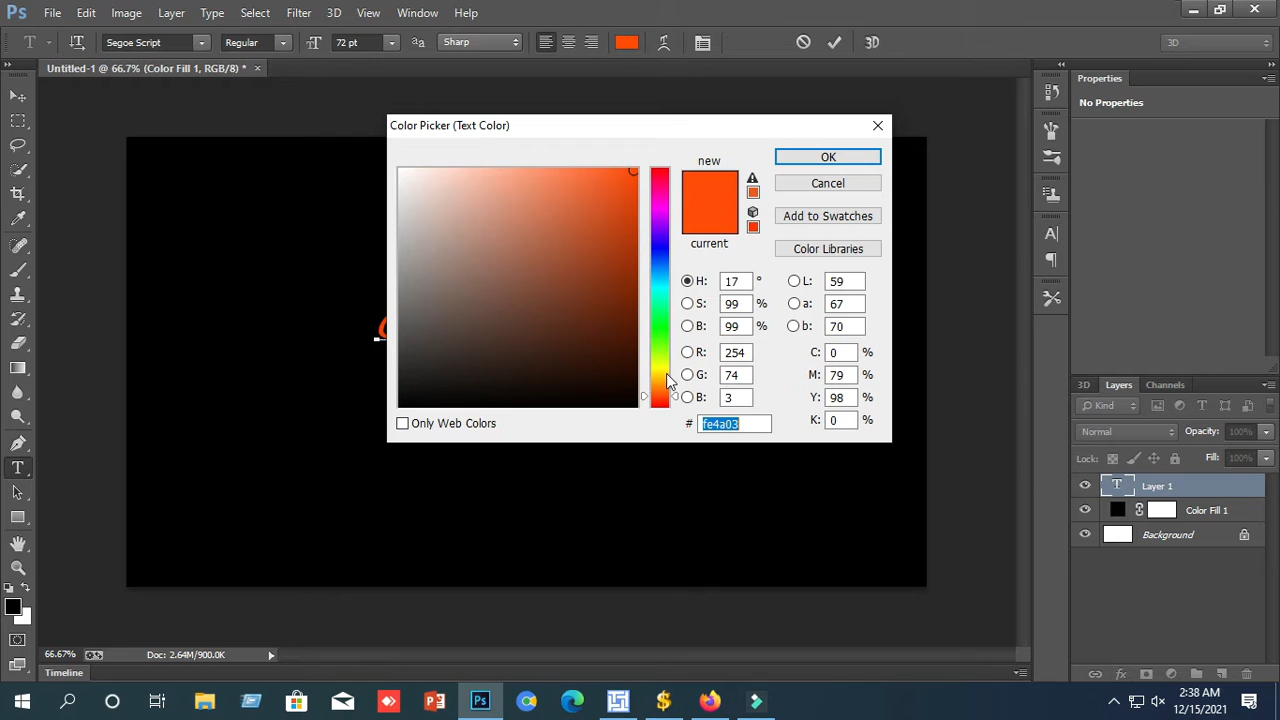 Ps File Edit Image Layer Type Select Filter 3D View Window Help
T Segoe Script Regular 72 pt aa Sharp 3D 3D
Untitled-1 @ 66.7% (Color Fill 1, RGB/8) * ×
Properties
No Properties
Color Picker (Text Color)
new
current
OK
Cancel
Add to Swatches
Color Libraries
H: 17 ° L: 59
S: 99 % a: 67
B: 99 % b: 70
R: 254 C: 0 %
G: 74 M: 79 %
B: 3 Y: 98 %
# fe4a03 K: 0 %
Only Web Colors
3D Layers Channels
Kind
Normal Opacity: 100%
Lock: Fill: 100%
T Layer 1
Color Fill 1
Background
66.67% Doc: 2.64M/900.0K
Timeline
2:38 AM
12/15/2021